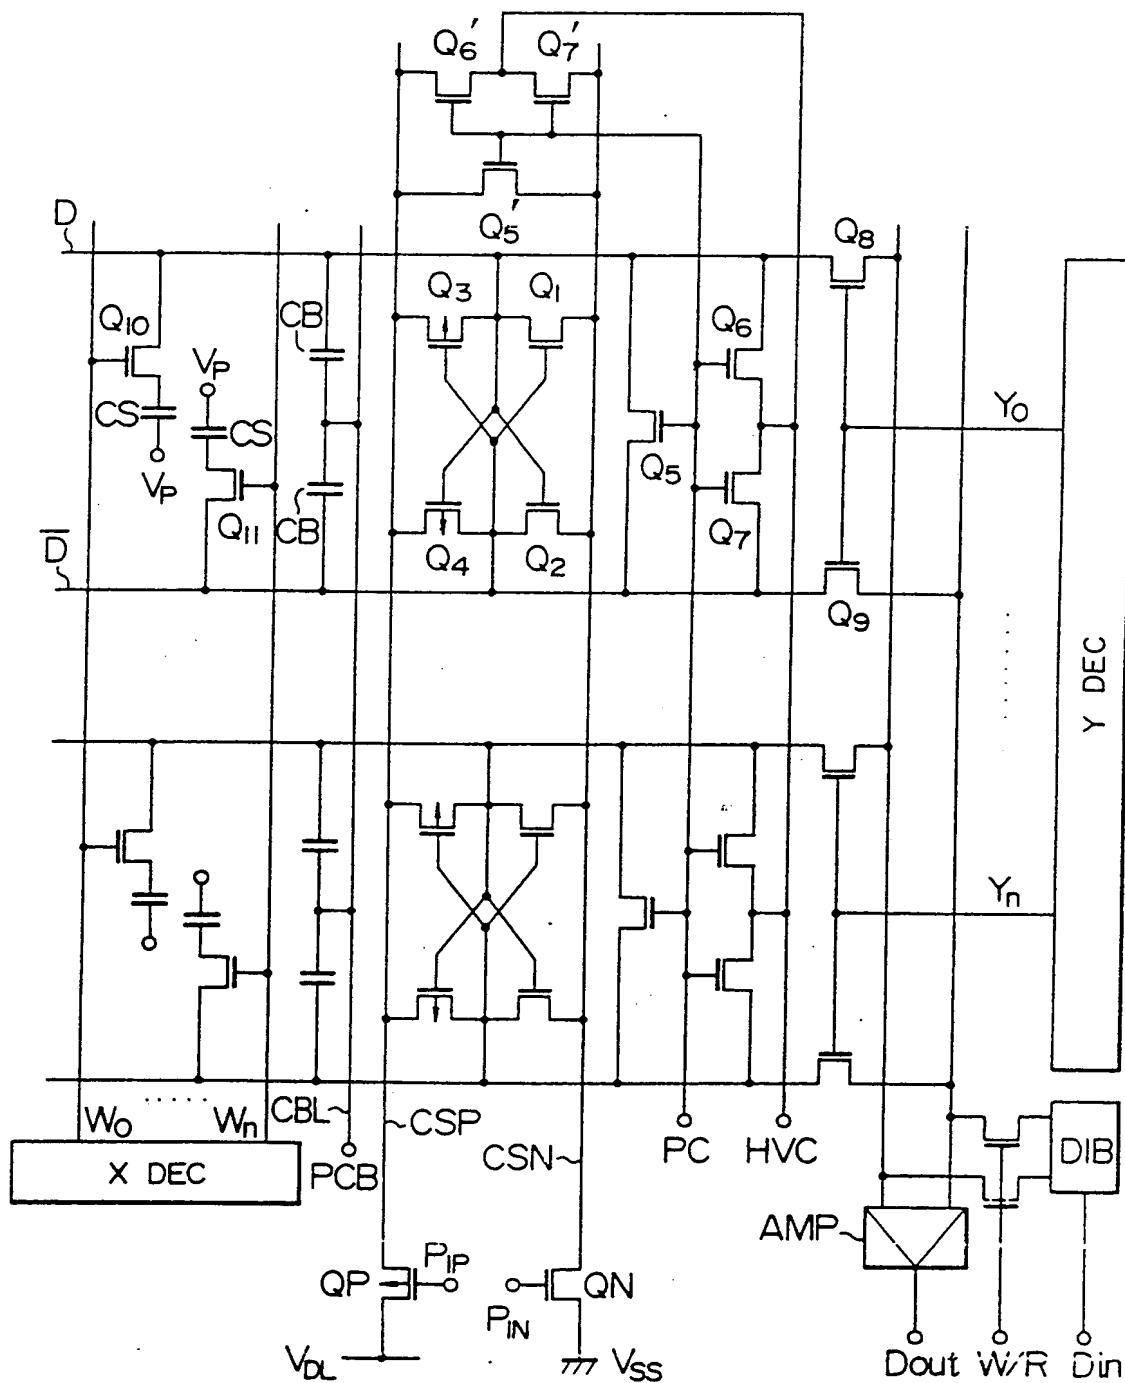 Q6' Q7'
Q5'
D
Q8
Q3 Q1
CB
Q10
Q6
VP
CS
CS
VP
Y0
Q5
Q11
CB
Q7
D̅
Q4 Q2
Q9
Y DEC
Yn
W0 ...... Wn
CBL
CSP
CSN
PC HVC
DIB
X DEC
PCB
AMP
PIP
QP
QN
PIN
VDL
VSS
Dout W/R Din